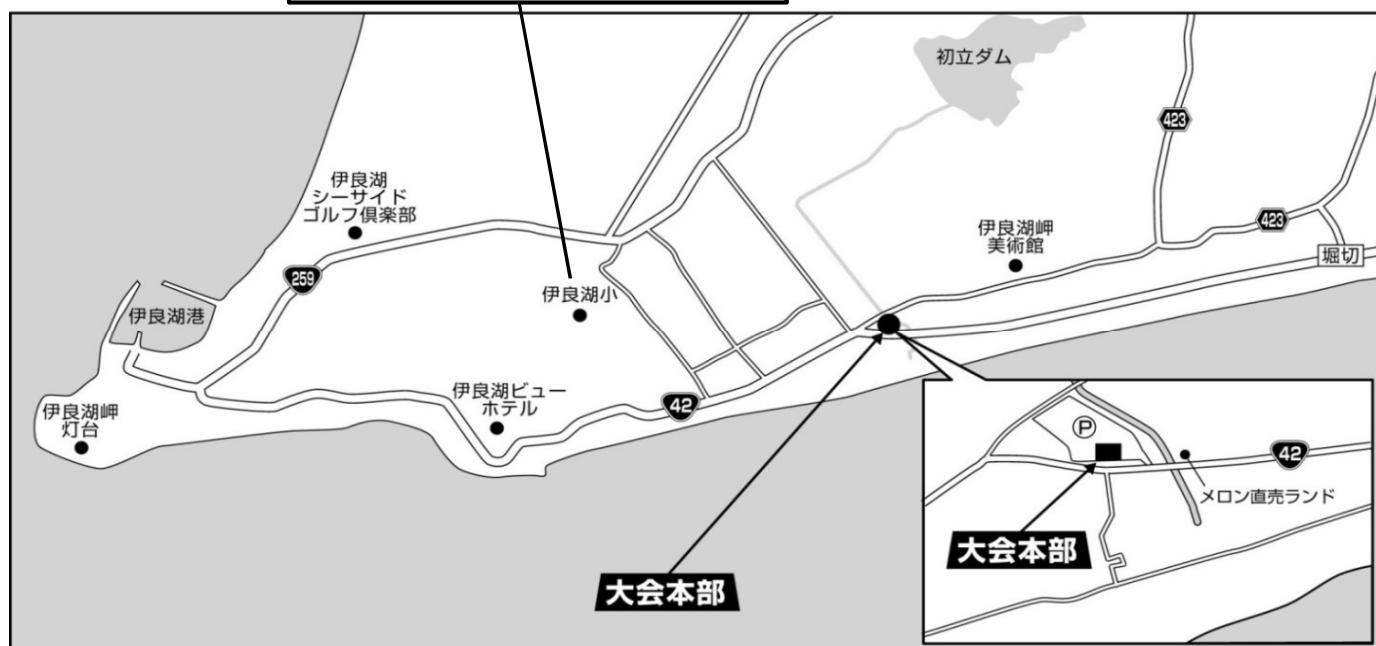 初立ダム
423
伊良湖
シーサイド
ゴルフ倶楽部
伊良湖岬
美術館
423
堀切
259
伊良湖小
伊良湖港
伊良湖ビュー
ホテル
42
伊良湖岬
灯台
P
42
メロン直売ランド
大会本部
大会本部